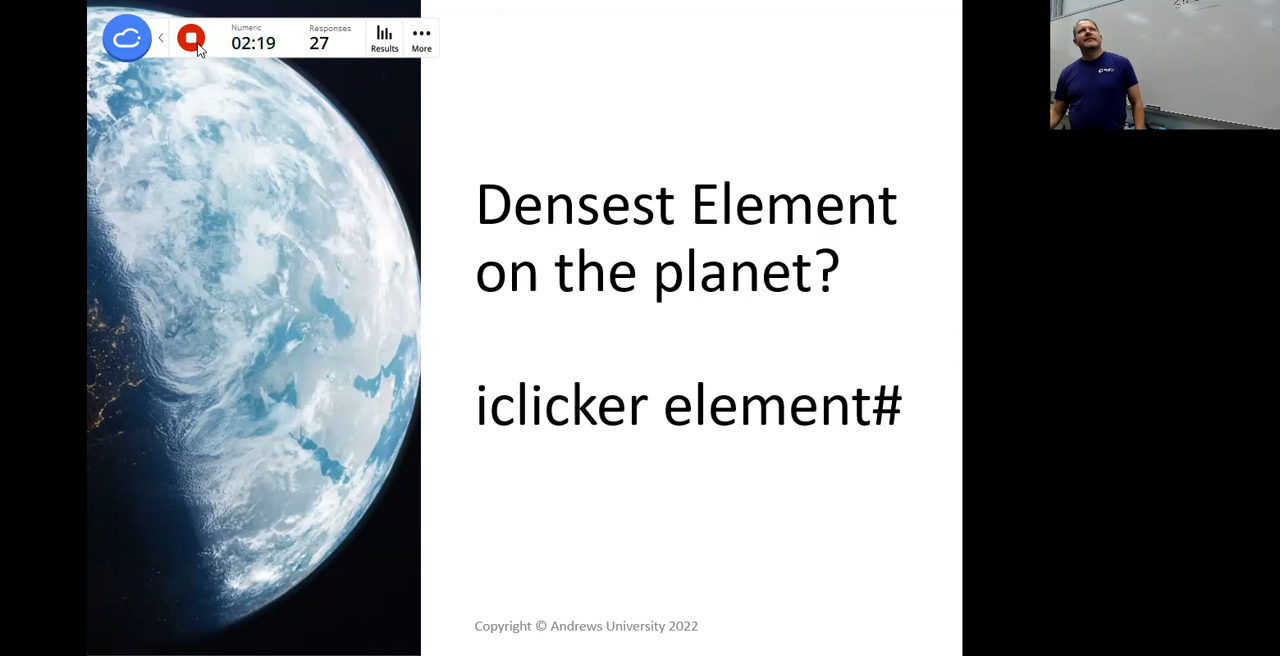 Numeric
02:19
Responses
27
Results
More
Densest Element
on the planet?
iclicker element#
Copyright © Andrews University 2022